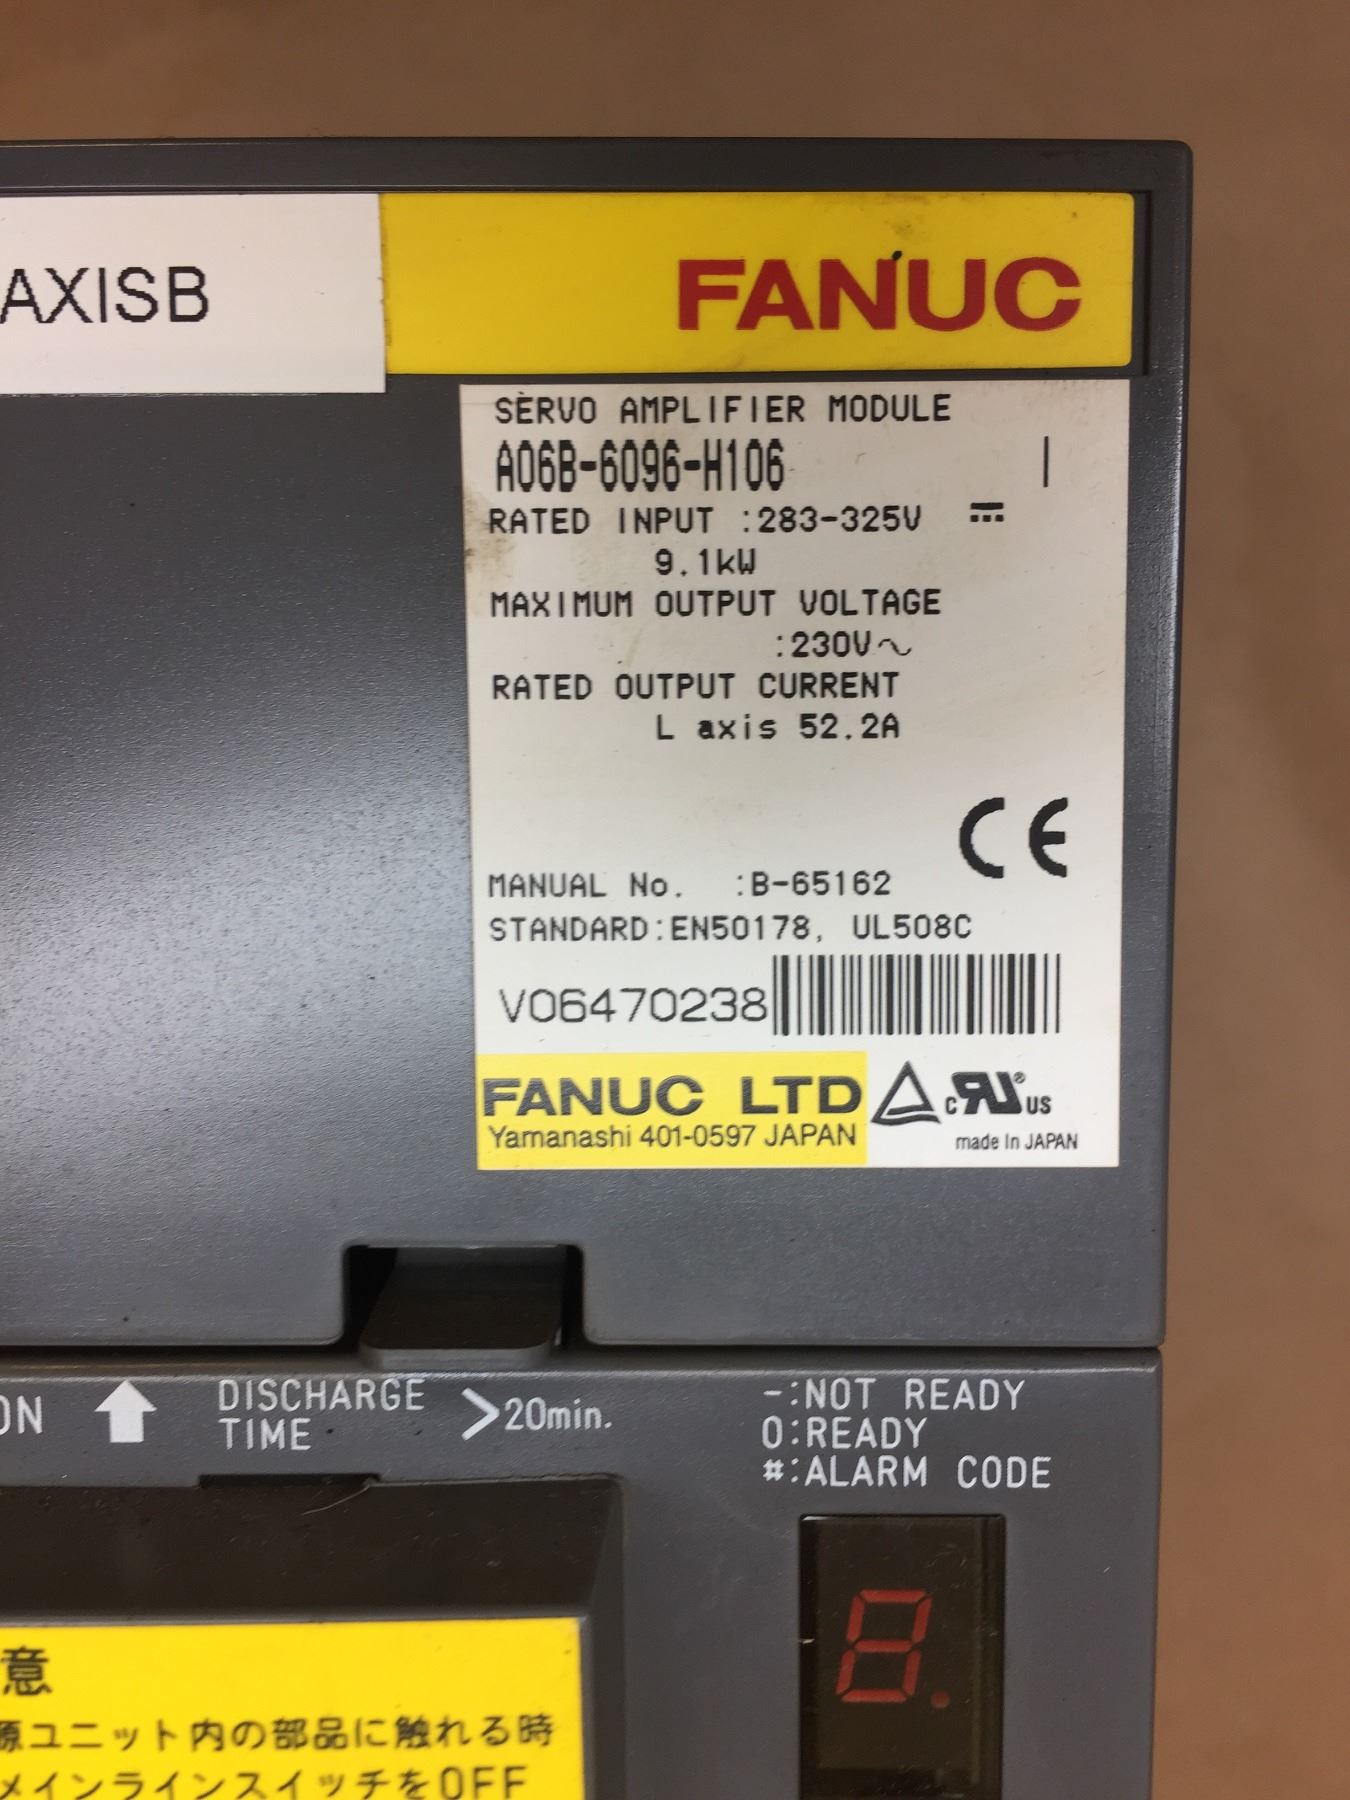 AXISB
FANUC
SERVO AMPLIFIER MODULE
A06B-6096-H106 I
RATED INPUT :283-325V ⎓
9.1kW
MAXIMUM OUTPUT VOLTAGE
:230V～
RATED OUTPUT CURRENT
L axis 52.2A
CE
MANUAL No. :B-65162
STANDARD:EN50178, UL508C
V06470238
FANUC LTD
Yamanashi 401-0597 JAPAN
c RU ® US
made in JAPAN
ON
DISCHARGE
TIME
>20min.
-:NOT READY
0:READY
#:ALARM CODE
8.
意
源ユニット内の部品に触れる時
メインラインスイッチをOFF